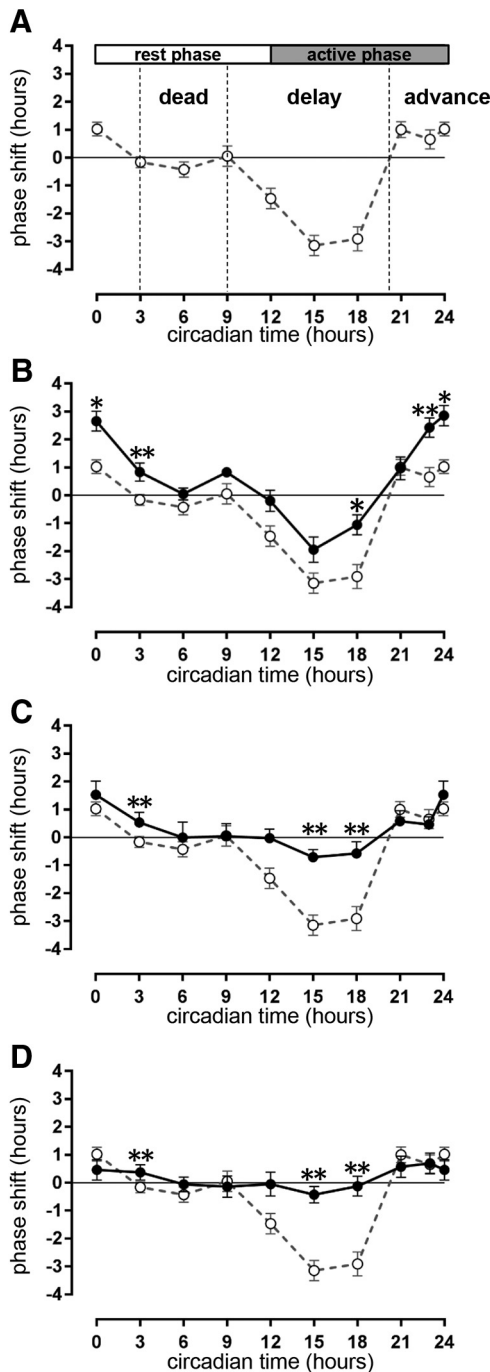 A
rest phase active phase
dead delay advance
phase shift (hours)
4
3
2
1
0
-1
-2
-3
-4
0 3 6 9 12 15 18 21 24
circadian time (hours)
B
phase shift (hours)
4
3
2
1
0
-1
-2
-3
-4
* ** * ** *
0 3 6 9 12 15 18 21 24
circadian time (hours)
C
phase shift (hours)
4
3
2
1
0
-1
-2
-3
-4
** ** **
0 3 6 9 12 15 18 21 24
circadian time (hours)
D
phase shift (hours)
4
3
2
1
0
-1
-2
-3
-4
** ** **
0 3 6 9 12 15 18 21 24
circadian time (hours)